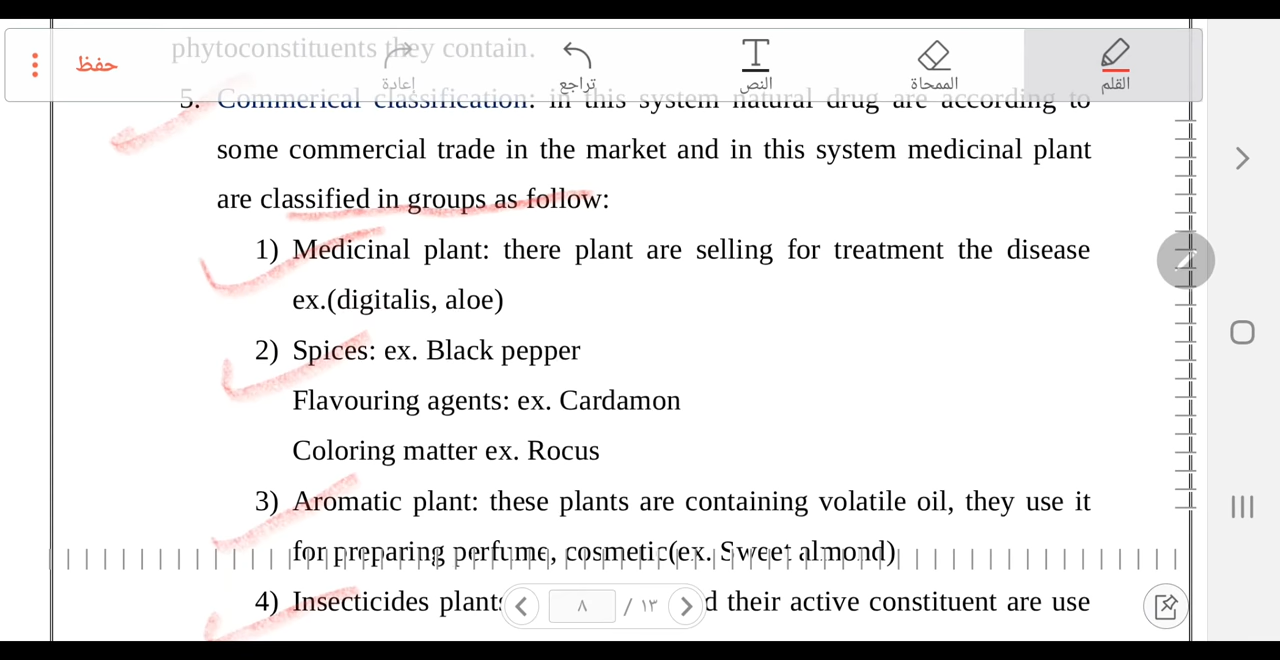 phytoconstituents they contain.
حفظ
إعادة
تراجع
النص
الممحاة
القلم
5. Commerical classification: in this system natural drug are according to
some commercial trade in the market and in this system medicinal plant
are classified in groups as follow:
1) Medicinal plant: there plant are selling for treatment the disease
ex.(digitalis, aloe)
2) Spices: ex. Black pepper
Flavouring agents: ex. Cardamon
Coloring matter ex. Rocus
3) Aromatic plant: these plants are containing volatile oil, they use it
for preparing perfume, cosmetic(ex. Sweet almond)
4) Insecticides plants d their active constituent are use
٨ / ١٣